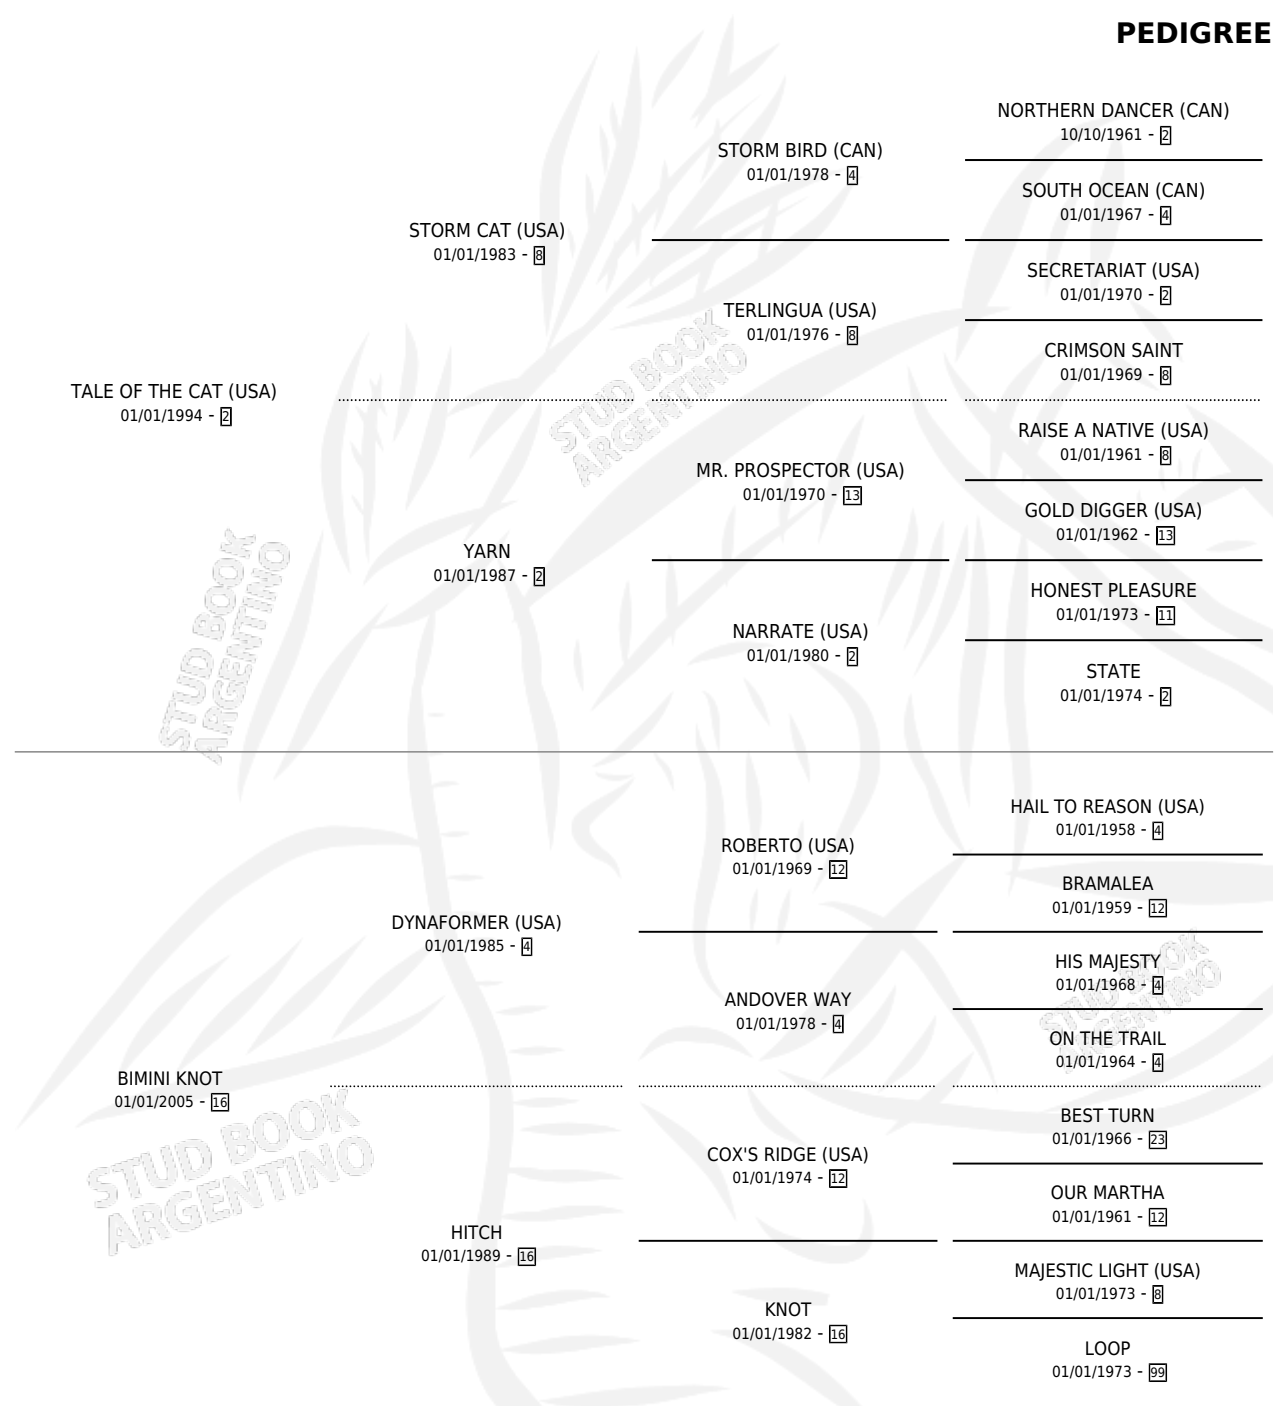 PEDIGREE
NORTHERN DANCER (CAN)
10/10/1961 - 2
STORM BIRD (CAN)
01/01/1978 - 4
SOUTH OCEAN (CAN)
01/01/1967 - 4
STORM CAT (USA)
01/01/1983 - 8
SECRETARIAT (USA)
01/01/1970 - 2
TERLINGUA (USA)
01/01/1976 - 8
CRIMSON SAINT
01/01/1969 - 8
TALE OF THE CAT (USA)
01/01/1994 - 2
RAISE A NATIVE (USA)
01/01/1961 - 8
MR. PROSPECTOR (USA)
01/01/1970 - 13
GOLD DIGGER (USA)
01/01/1962 - 13
YARN
01/01/1987 - 2
HONEST PLEASURE
01/01/1973 - 11
NARRATE (USA)
01/01/1980 - 2
STATE
01/01/1974 - 2
HAIL TO REASON (USA)
01/01/1958 - 4
ROBERTO (USA)
01/01/1969 - 12
BRAMALEA
01/01/1959 - 12
DYNAFORMER (USA)
01/01/1985 - 4
HIS MAJESTY
01/01/1968 - 4
ANDOVER WAY
01/01/1978 - 4
ON THE TRAIL
01/01/1964 - 4
BIMINI KNOT
01/01/2005 - 16
BEST TURN
01/01/1966 - 23
COX'S RIDGE (USA)
01/01/1974 - 12
OUR MARTHA
01/01/1961 - 12
HITCH
01/01/1989 - 16
MAJESTIC LIGHT (USA)
01/01/1973 - 8
KNOT
01/01/1982 - 16
LOOP
01/01/1973 - 99
STUD BOOK
ARGENTINO
STUD BOOK
ARGENTINO
STUD BOOK
ARGENTINO
STUD BOOK
ARGENTINO